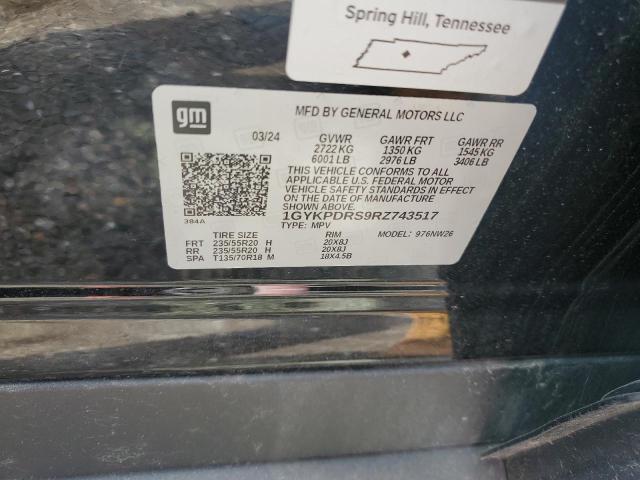 Spring Hill, Tennessee
gm
MFD BY GENERAL MOTORS LLC
03/24 GVWR GAWR FRT GAWR RR
2722 KG 1350 KG 1545 KG
6001 LB 2976 LB 3406 LB
THIS VEHICLE CONFORMS TO ALL
APPLICABLE U.S. FEDERAL MOTOR
VEHICLE SAFETY STANDARDS IN EFFECT
ON THE DATE OF MANUFACTURE
SHOWN ABOVE.
1GYKPDRS9RZ743517
384A
TYPE: MPV MODEL: 976NW26
TIRE SIZE RIM
FRT 235/55R20 H 20X8J
RR 235/55R20 H 20X8J
SPA T135/70R18 M 18X4.5B